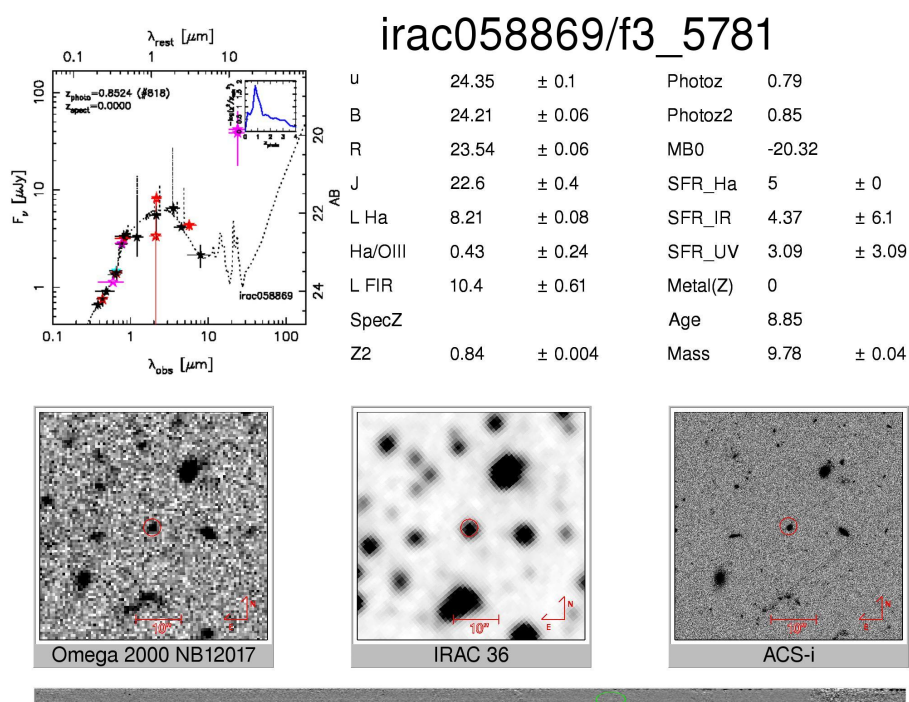 irac058869/f3_5781
λrest [μm]
0.1 1 10
zphoto=0.8524 (#818)
zspect=0.0000
100
10
1
Fν [μJy]
20
22
24
AB
irac058869
0.1 1 10 100
λobs [μm]
0 1 2 3 4
u 24.35 ± 0.1 Photoz 0.79
B 24.21 ± 0.06 Photoz2 0.85
R 23.54 ± 0.06 MB0 -20.32
J 22.6 ± 0.4 SFR_Ha 5 ± 0
L Ha 8.21 ± 0.08 SFR_IR 4.37 ± 6.1
Ha/OIII 0.43 ± 0.24 SFR_UV 3.09 ± 3.09
L FIR 10.4 ± 0.61 Metal(Z) 0
SpecZ Age 8.85
Z2 0.84 ± 0.004 Mass 9.78 ± 0.04
N N N
10" E 10" E 10" E
Omega 2000 NB12017 IRAC 36 ACS-i